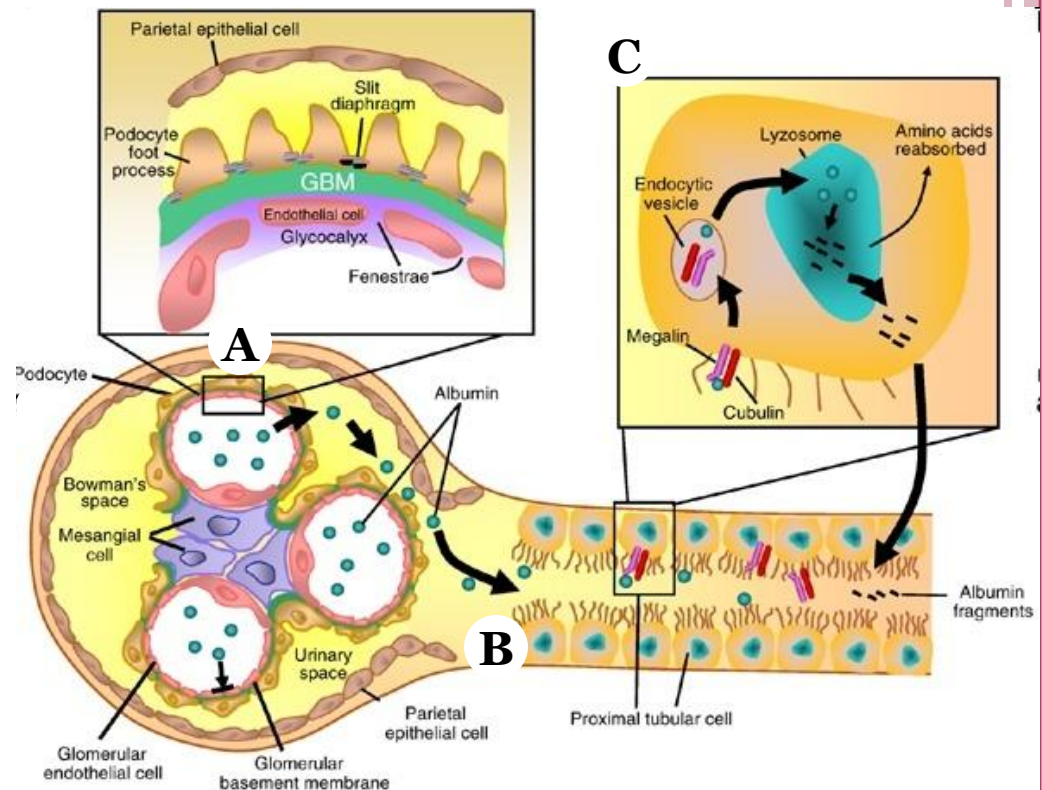 Parietal epithelial cell
Slit
diaphragm
Podocyte
foot
process
GBM
Endothelial cell
Glycocalyx
Fenestrae
C
Lyzosome
Amino acids
reabsorbed
Endocytic
vesicle
Megalin
Cubulin
A
Podocyte
Albumin
Bowman's
space
Mesangial
cell
B
Urinary
space
Albumin
fragments
Proximal tubular cell
Parietal
epithelial cell
Glomerular
endothelial cell
Glomerular
basement membrane